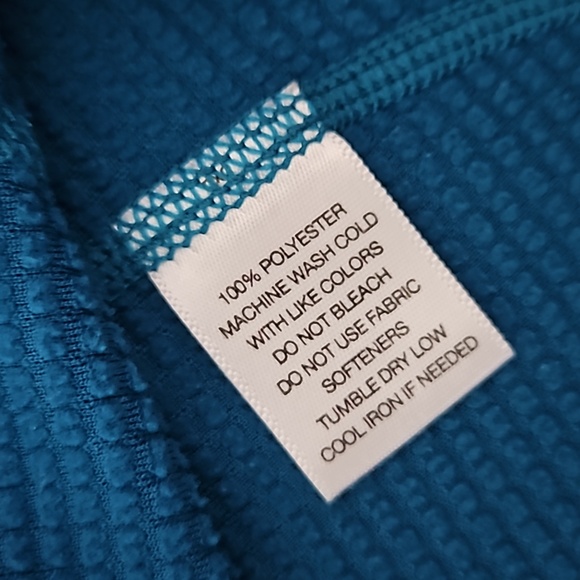 100% POLYESTER
MACHINE WASH COLD
WITH LIKE COLORS
DO NOT BLEACH
DO NOT USE FABRIC
SOFTENERS
TUMBLE DRY LOW
COOL IRON IF NEEDED